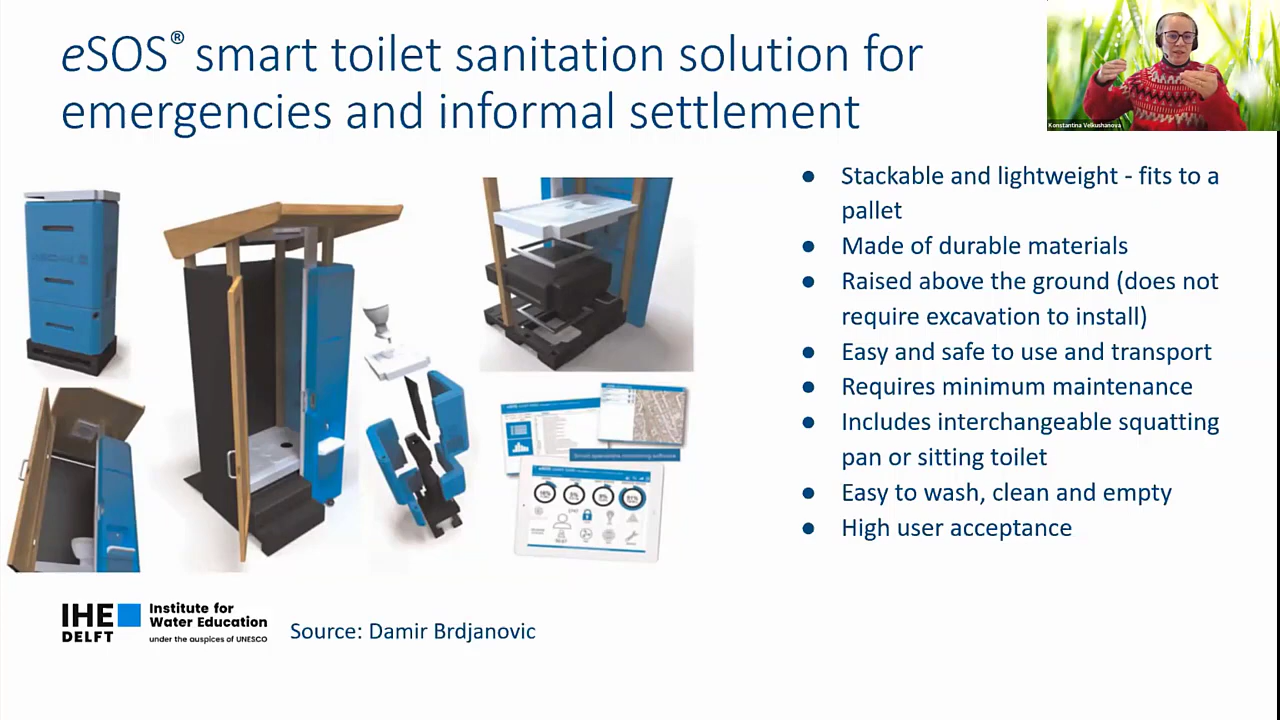 eSOS® smart toilet sanitation solution for
emergencies and informal settlement
Konstantina Velkushanova
● Stackable and lightweight - fits to a
pallet
● Made of durable materials
● Raised above the ground (does not
require excavation to install)
● Easy and safe to use and transport
● Requires minimum maintenance
● Includes interchangeable squatting
pan or sitting toilet
● Easy to wash, clean and empty
● High user acceptance
IHE
DELFT
Institute for
Water Education
under the auspices of UNESCO
Source: Damir Brdjanovic